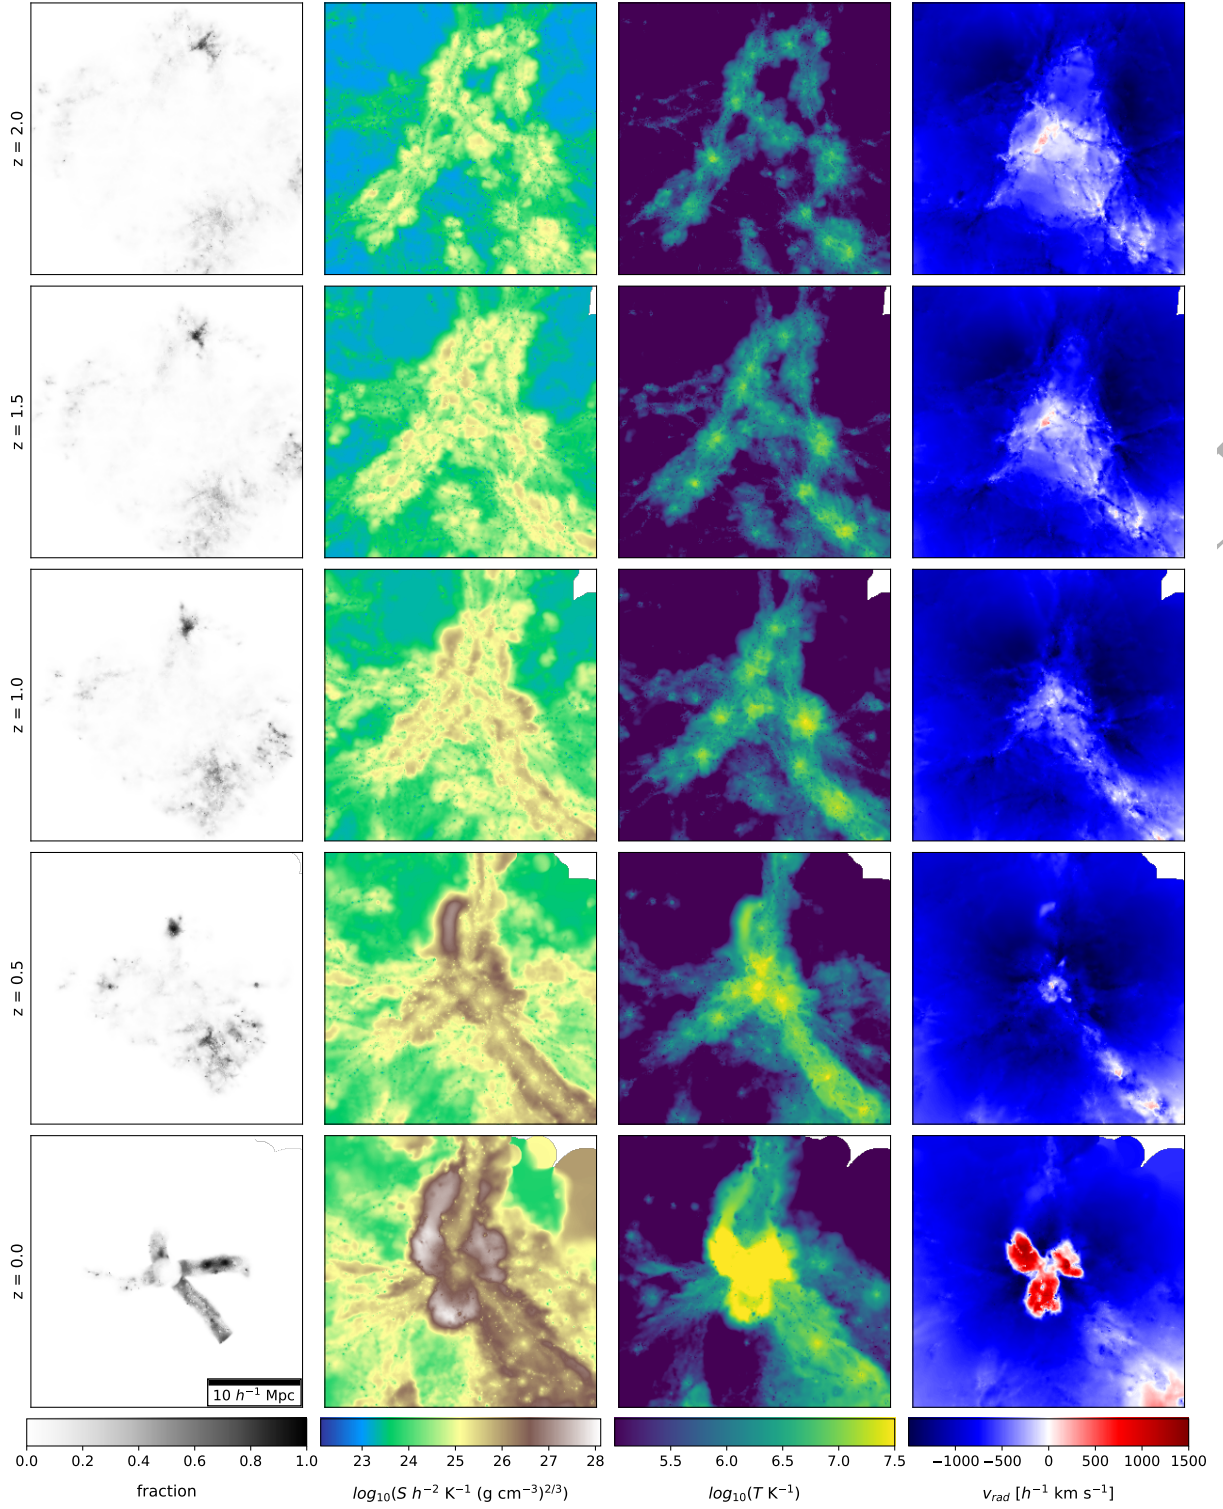 z = 2.0
z = 1.5
z = 1.0
z = 0.5
z = 0.0
10 h⁻¹ Mpc
0.0 0.2 0.4 0.6 0.8 1.0
fraction
23 24 25 26 27 28
log₁₀(S h⁻² K⁻¹ (g cm⁻³)²ᐟ³)
5.5 6.0 6.5 7.0 7.5
log₁₀(T K⁻¹)
−1000 −500 0 500 1000 1500
v_rad [h⁻¹ km s⁻¹]